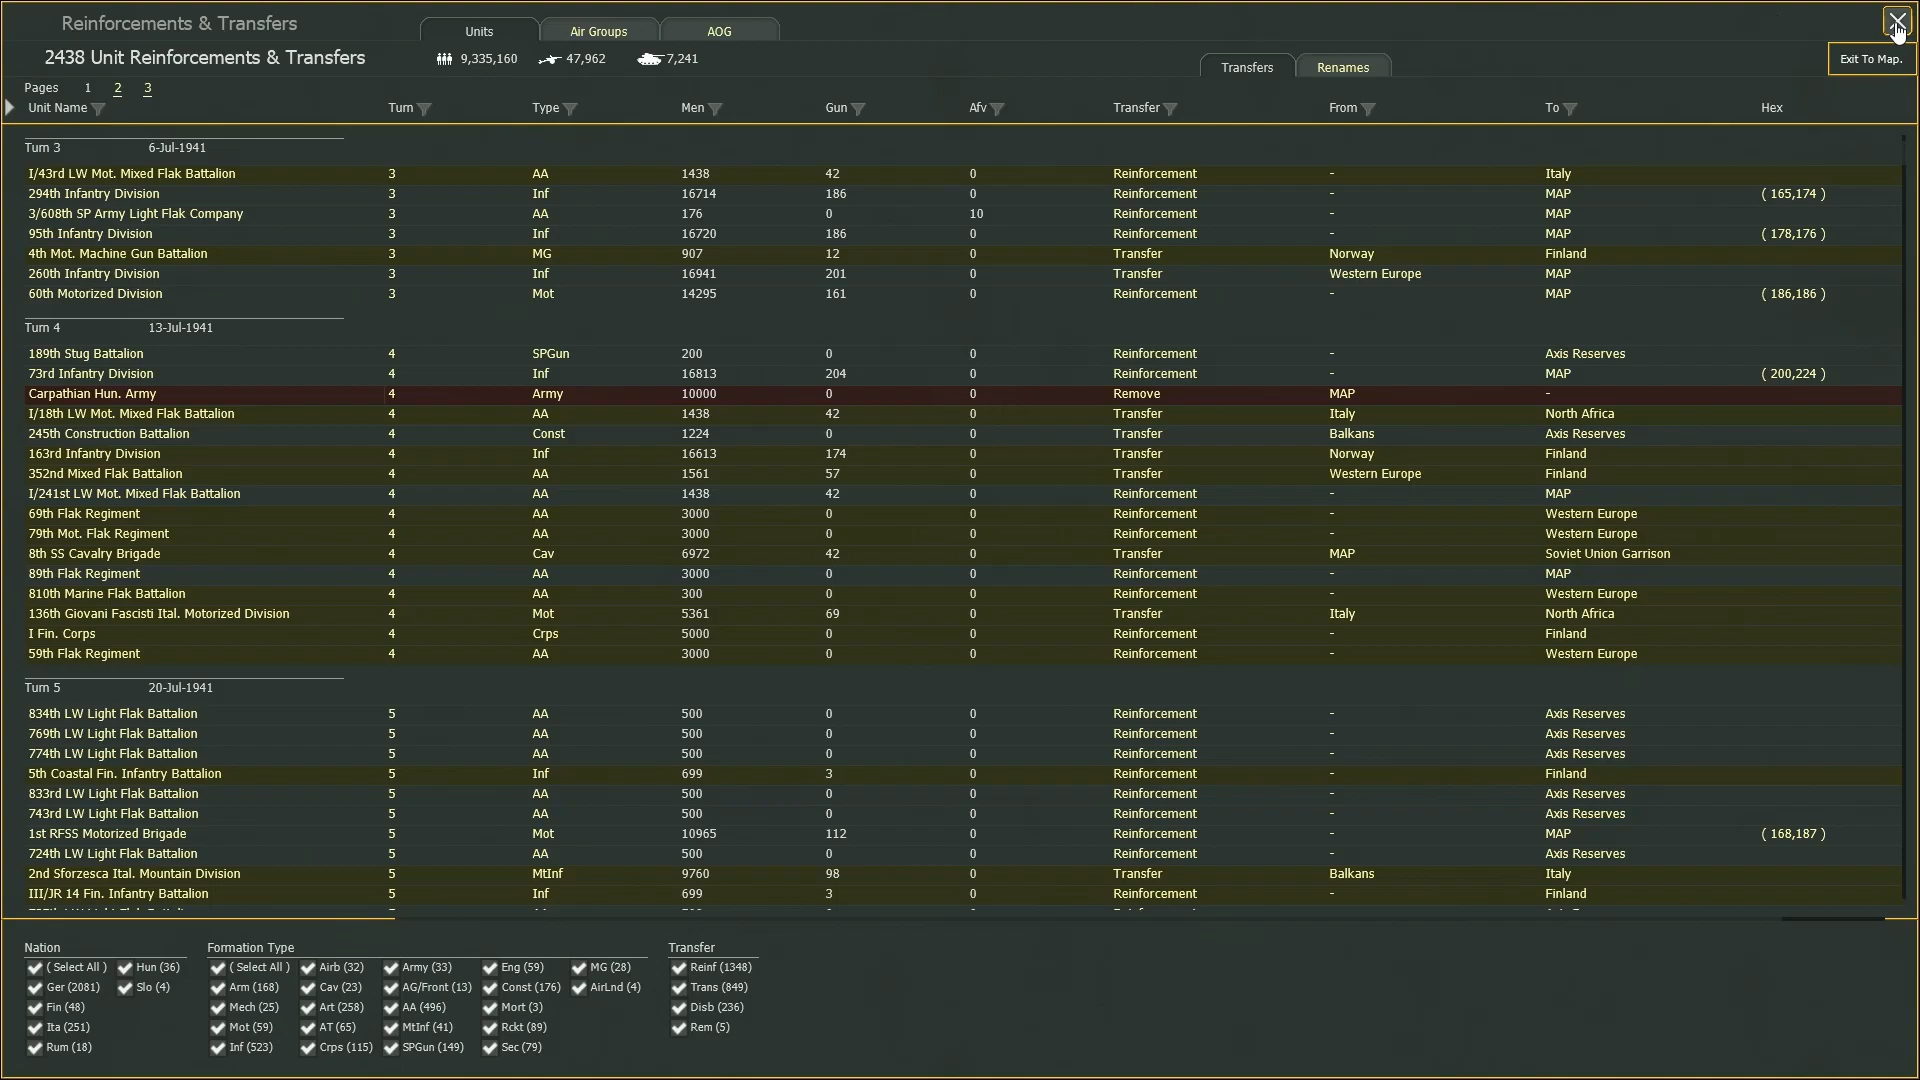 Reinforcements & Transfers
Units
Air Groups
AOG
2438 Unit Reinforcements & Transfers
9,335,160
47,962
7,241
Transfers
Renames
Exit To Map.
Pages 1 2 3
Unit Name Turn Type Men Gun Afv Transfer From To Hex
Turn 3 6-Jul-1941
I/43rd LW Mot. Mixed Flak Battalion 3 AA 1438 42 0 Reinforcement - Italy
294th Infantry Division 3 Inf 16714 186 0 Reinforcement - MAP ( 165,174 )
3/608th SP Army Light Flak Company 3 AA 176 0 10 Reinforcement - MAP
95th Infantry Division 3 Inf 16720 186 0 Reinforcement - MAP ( 178,176 )
4th Mot. Machine Gun Battalion 3 MG 907 12 0 Transfer Norway Finland
260th Infantry Division 3 Inf 16941 201 0 Transfer Western Europe MAP
60th Motorized Division 3 Mot 14295 161 0 Reinforcement - MAP ( 186,186 )
Turn 4 13-Jul-1941
189th Stug Battalion 4 SPGun 200 0 0 Reinforcement - Axis Reserves
73rd Infantry Division 4 Inf 16813 204 0 Reinforcement - MAP ( 200,224 )
Carpathian Hun. Army 4 Army 10000 0 0 Remove MAP -
I/18th LW Mot. Mixed Flak Battalion 4 AA 1438 42 0 Transfer Italy North Africa
245th Construction Battalion 4 Const 1224 0 0 Transfer Balkans Axis Reserves
163rd Infantry Division 4 Inf 16613 174 0 Transfer Norway Finland
352nd Mixed Flak Battalion 4 AA 1561 57 0 Transfer Western Europe Finland
I/241st LW Mot. Mixed Flak Battalion 4 AA 1438 42 0 Reinforcement - MAP
69th Flak Regiment 4 AA 3000 0 0 Reinforcement - Western Europe
79th Mot. Flak Regiment 4 AA 3000 0 0 Reinforcement - Western Europe
8th SS Cavalry Brigade 4 Cav 6972 42 0 Transfer MAP Soviet Union Garrison
89th Flak Regiment 4 AA 3000 0 0 Reinforcement - MAP
810th Marine Flak Battalion 4 AA 300 0 0 Reinforcement - Western Europe
136th Giovani Fascisti Ital. Motorized Division 4 Mot 5361 69 0 Transfer Italy North Africa
I Fin. Corps 4 Crps 5000 0 0 Reinforcement - Finland
59th Flak Regiment 4 AA 3000 0 0 Reinforcement - Western Europe
Turn 5 20-Jul-1941
834th LW Light Flak Battalion 5 AA 500 0 0 Reinforcement - Axis Reserves
769th LW Light Flak Battalion 5 AA 500 0 0 Reinforcement - Axis Reserves
774th LW Light Flak Battalion 5 AA 500 0 0 Reinforcement - Axis Reserves
5th Coastal Fin. Infantry Battalion 5 Inf 699 3 0 Reinforcement - Finland
833rd LW Light Flak Battalion 5 AA 500 0 0 Reinforcement - Axis Reserves
743rd LW Light Flak Battalion 5 AA 500 0 0 Reinforcement - Axis Reserves
1st RFSS Motorized Brigade 5 Mot 10965 112 0 Reinforcement - MAP ( 168,187 )
724th LW Light Flak Battalion 5 AA 500 0 0 Reinforcement - Axis Reserves
2nd Sforzesca Ital. Mountain Division 5 MtInf 9760 98 0 Transfer Balkans Italy
III/JR 14 Fin. Infantry Battalion 5 Inf 699 3 0 Reinforcement - Finland
Nation Formation Type Transfer
( Select All ) Hun (36) ( Select All ) Airb (32) Army (33) Eng (59) MG (28) Reinf (1348)
Ger (2081) Slo (4) Arm (168) Cav (23) AG/Front (13) Const (176) AirLnd (4) Trans (849)
Fin (48) Mech (25) Art (258) AA (496) Mort (3) Disb (236)
Ita (251) Mot (59) AT (65) MtInf (41) Rckt (89) Rem (5)
Rum (18) Inf (523) Crps (115) SPGun (149) Sec (79)